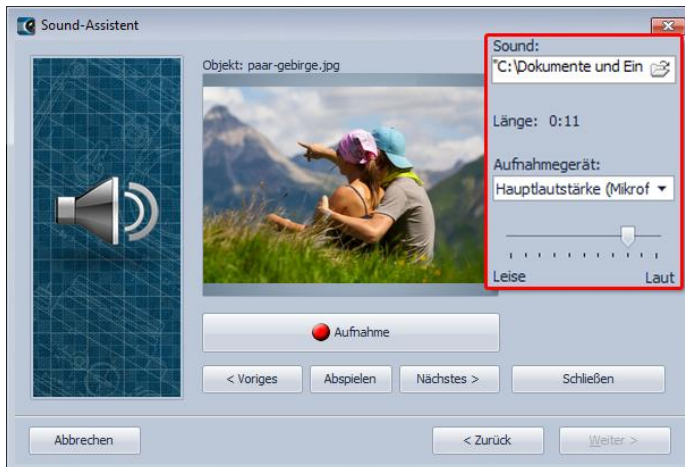 Sound-Assistent
Objekt: paar-gebirge.jpg
Sound:
"C:\Dokumente und Ein
Länge: 0:11
Aufnahmegerät:
Hauptlautstärke (Mikrof
Leise Laut
Aufnahme
< Voriges Abspielen Nächstes > Schließen
Abbrechen < Zurück Weiter >